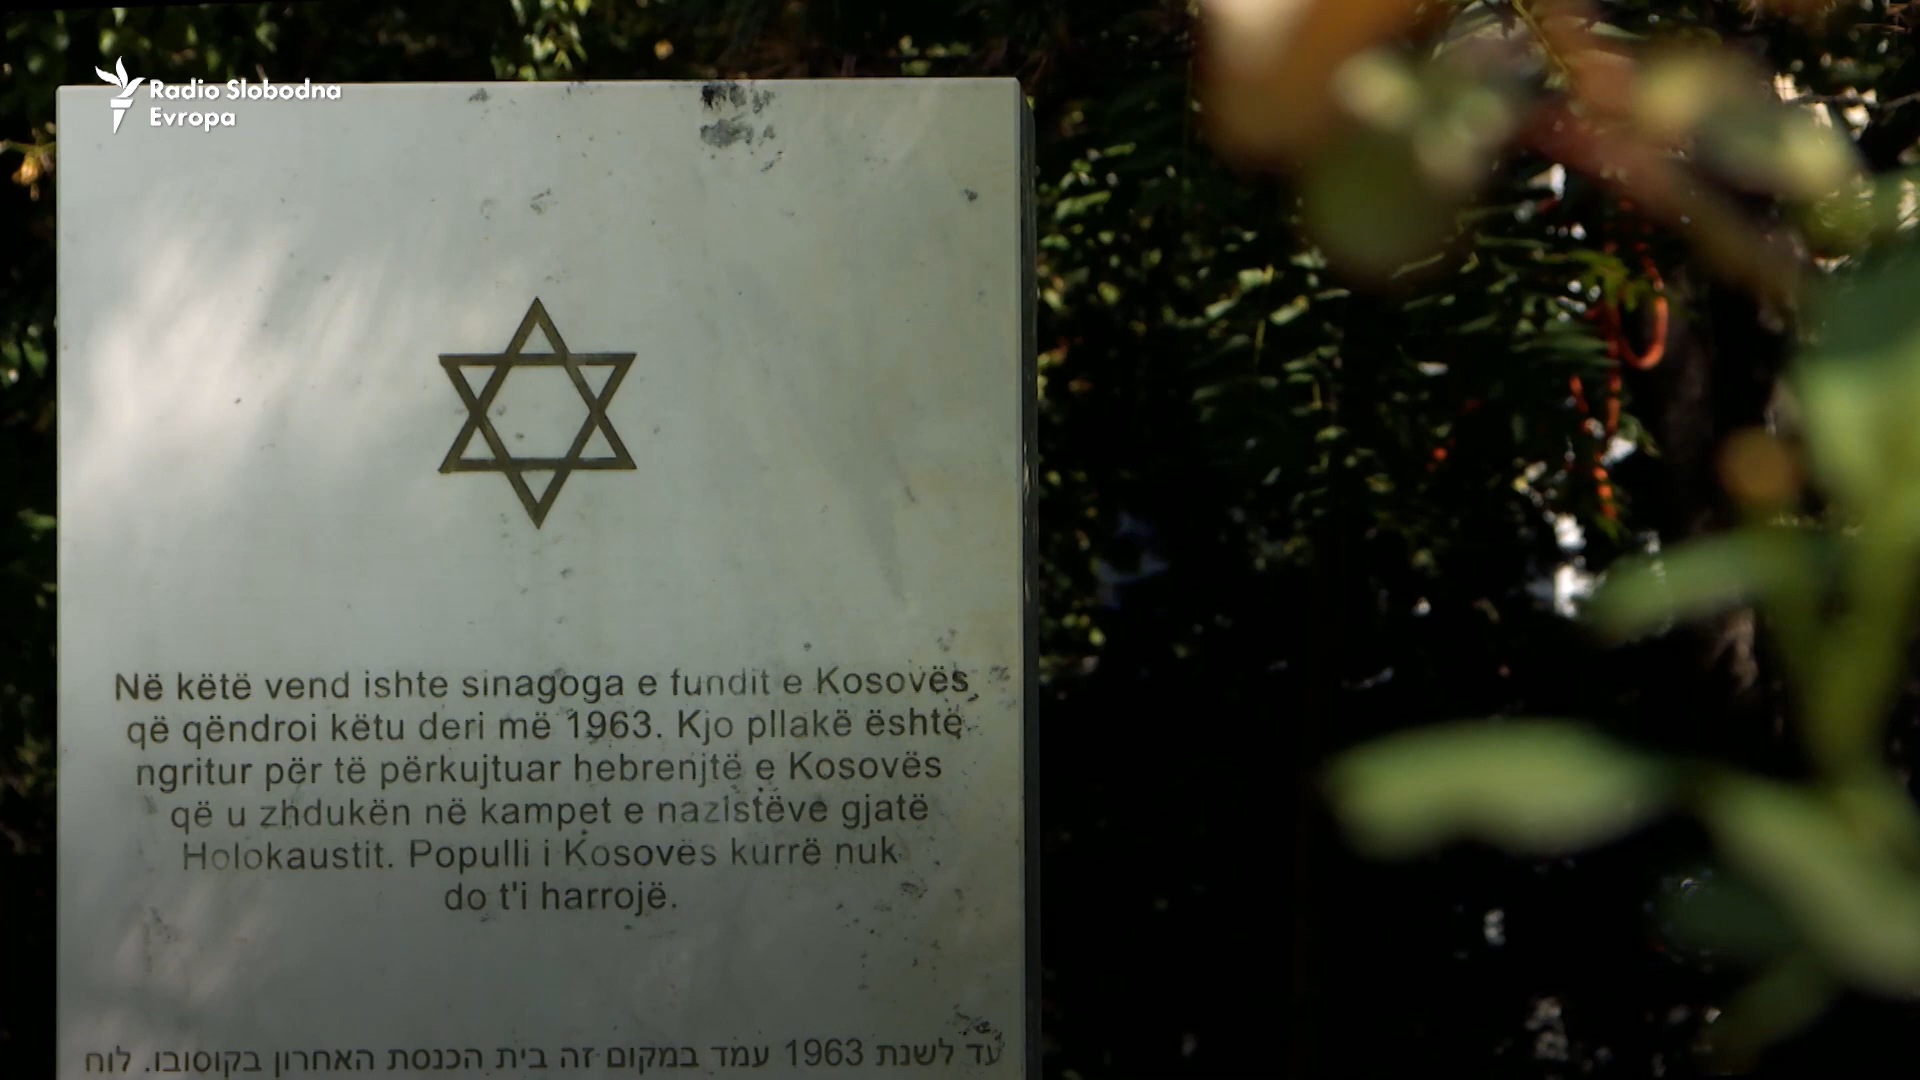 Radio Slobodna
Evropa
Në këtë vend ishte sinagoga e fundit e Kosovës,
që qëndroi këtu deri më 1963. Kjo pllakë është
ngritur për të përkujtuar hebrenjtë e Kosovës
që u zhdukën në kampet e nazistëve gjatë
Holokaustit. Populli i Kosovës kurrë nuk
do t'i harrojë.
עד לשנת 1963 עמד במקום זה בית הכנסת האחרון בקוסובו. לוח